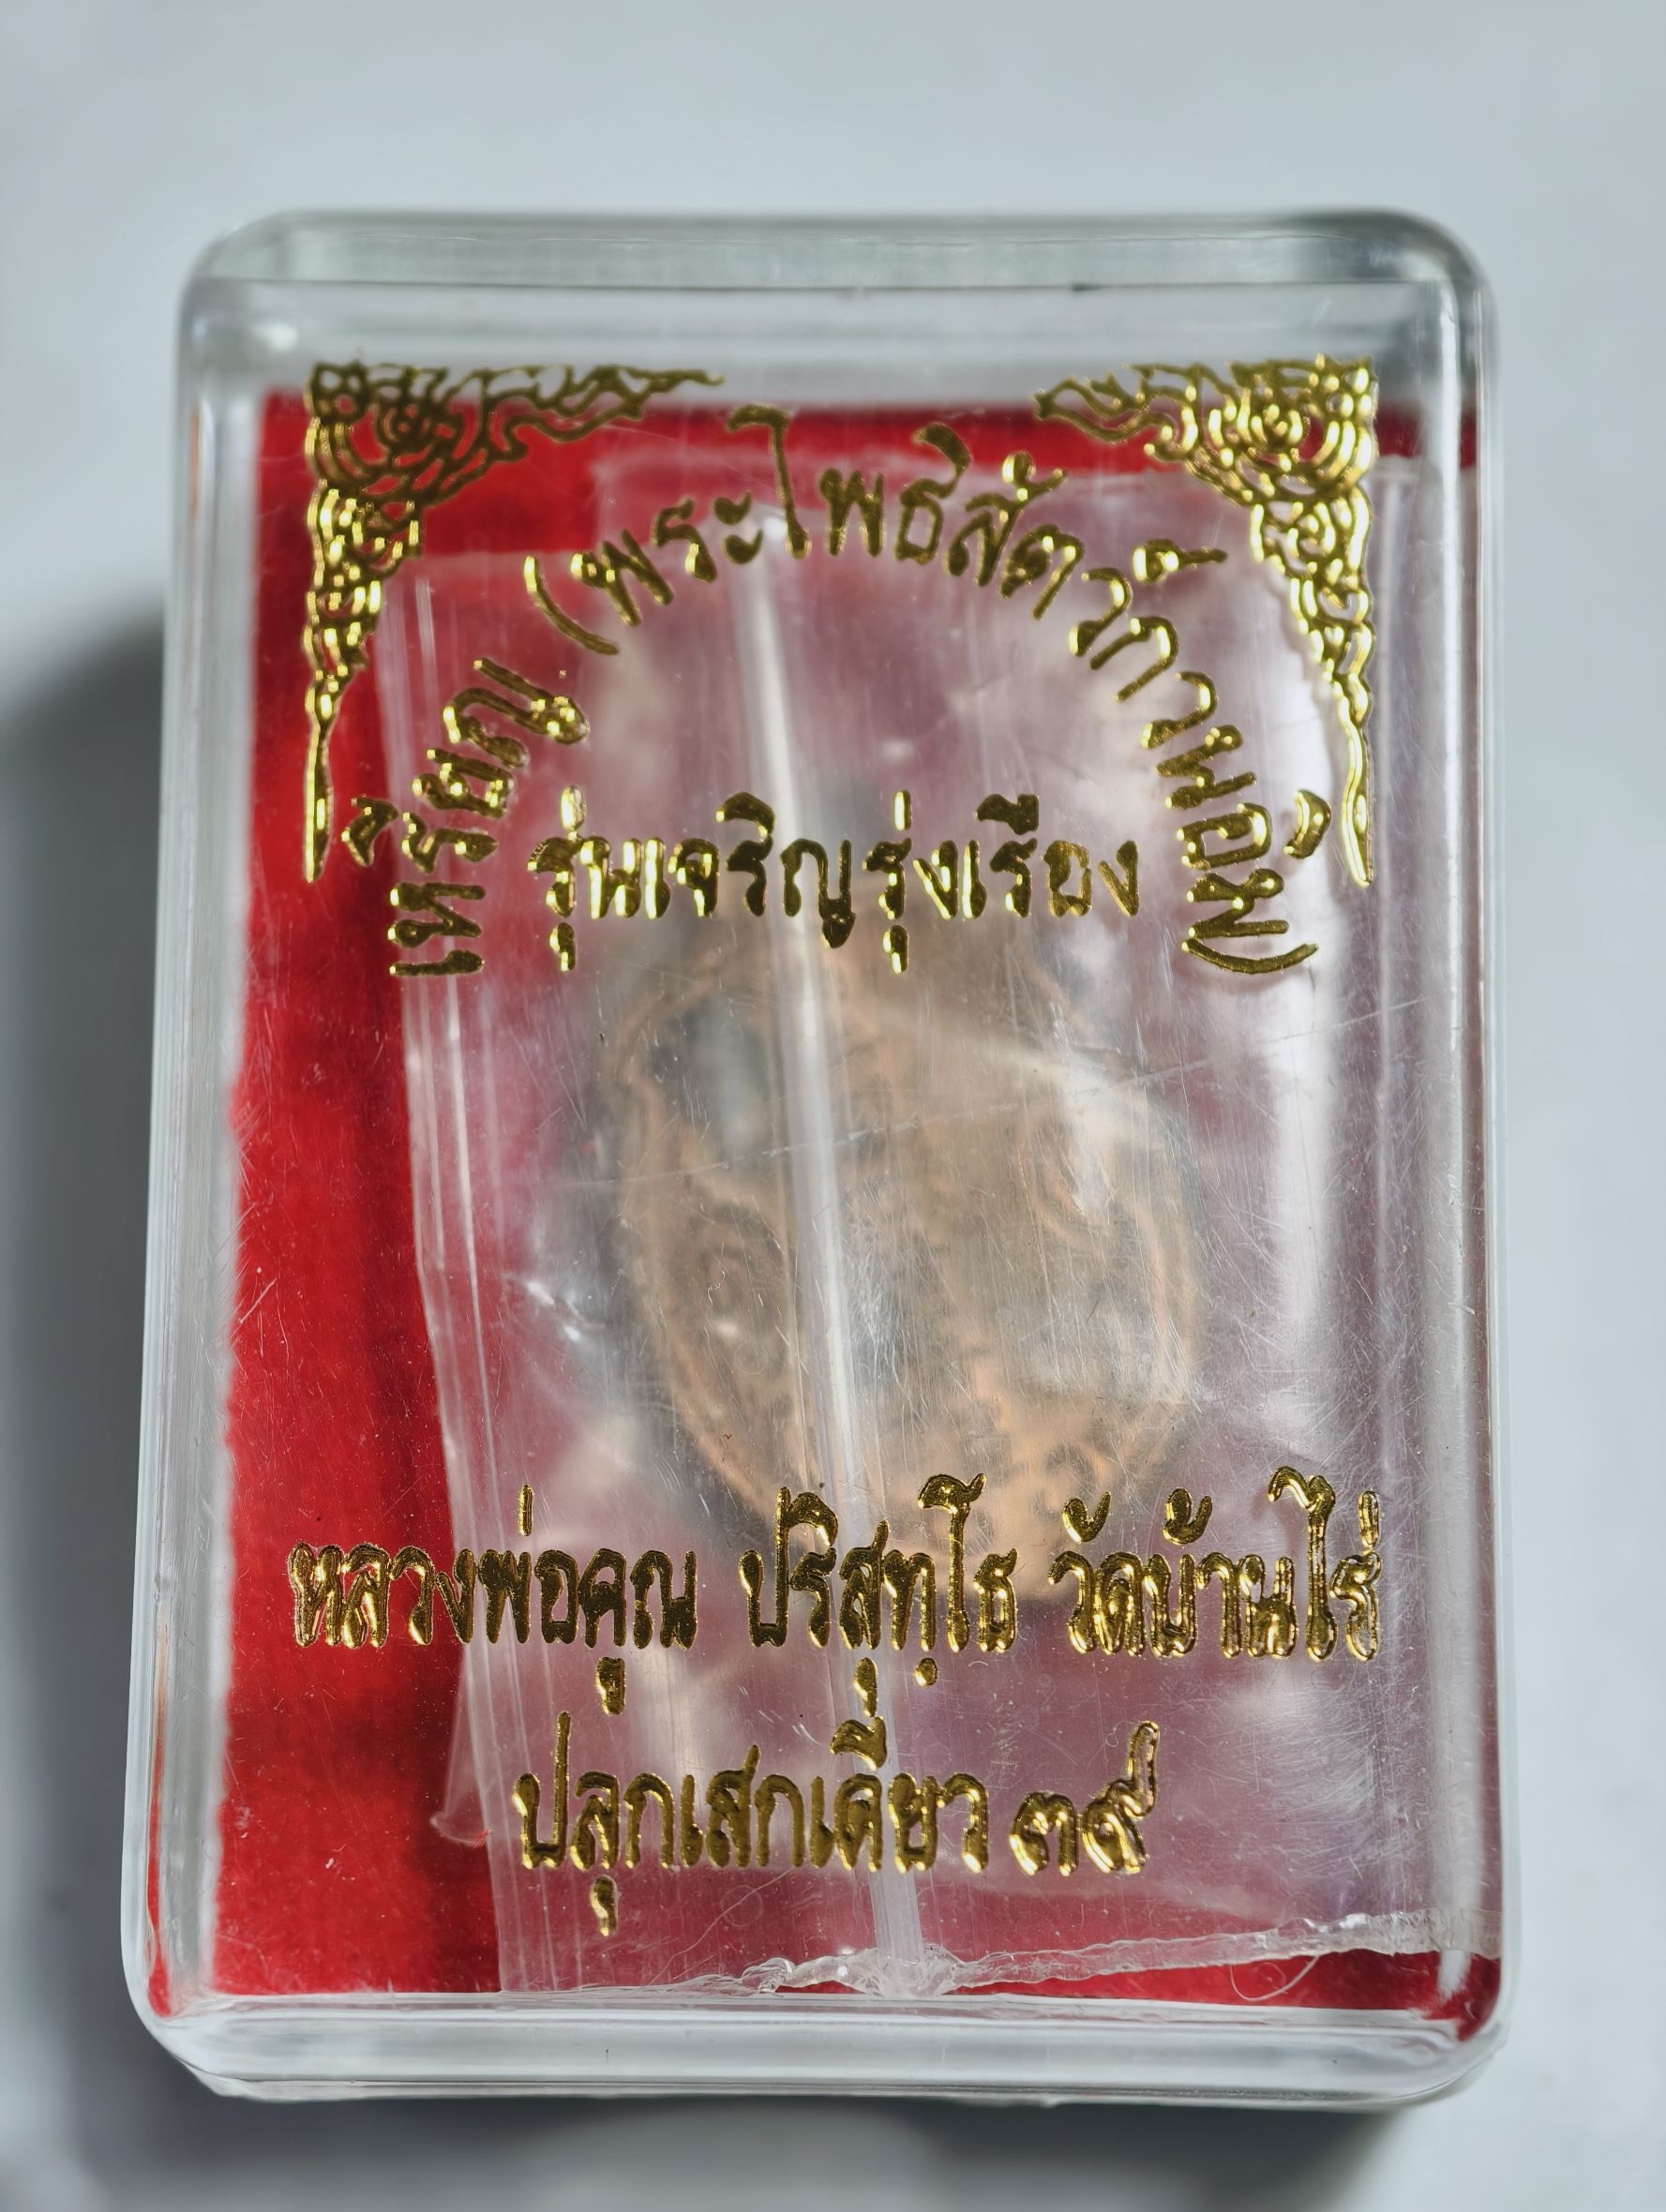 เหรียญ (พระโพธิสัตว์กวนอิม)
รุ่นเจริญรุ่งเรือง
หลวงพ่อคูณ ปริสุทฺโธ วัดบ้านไร่
ปลุกเสกเดี่ยว ๓๙